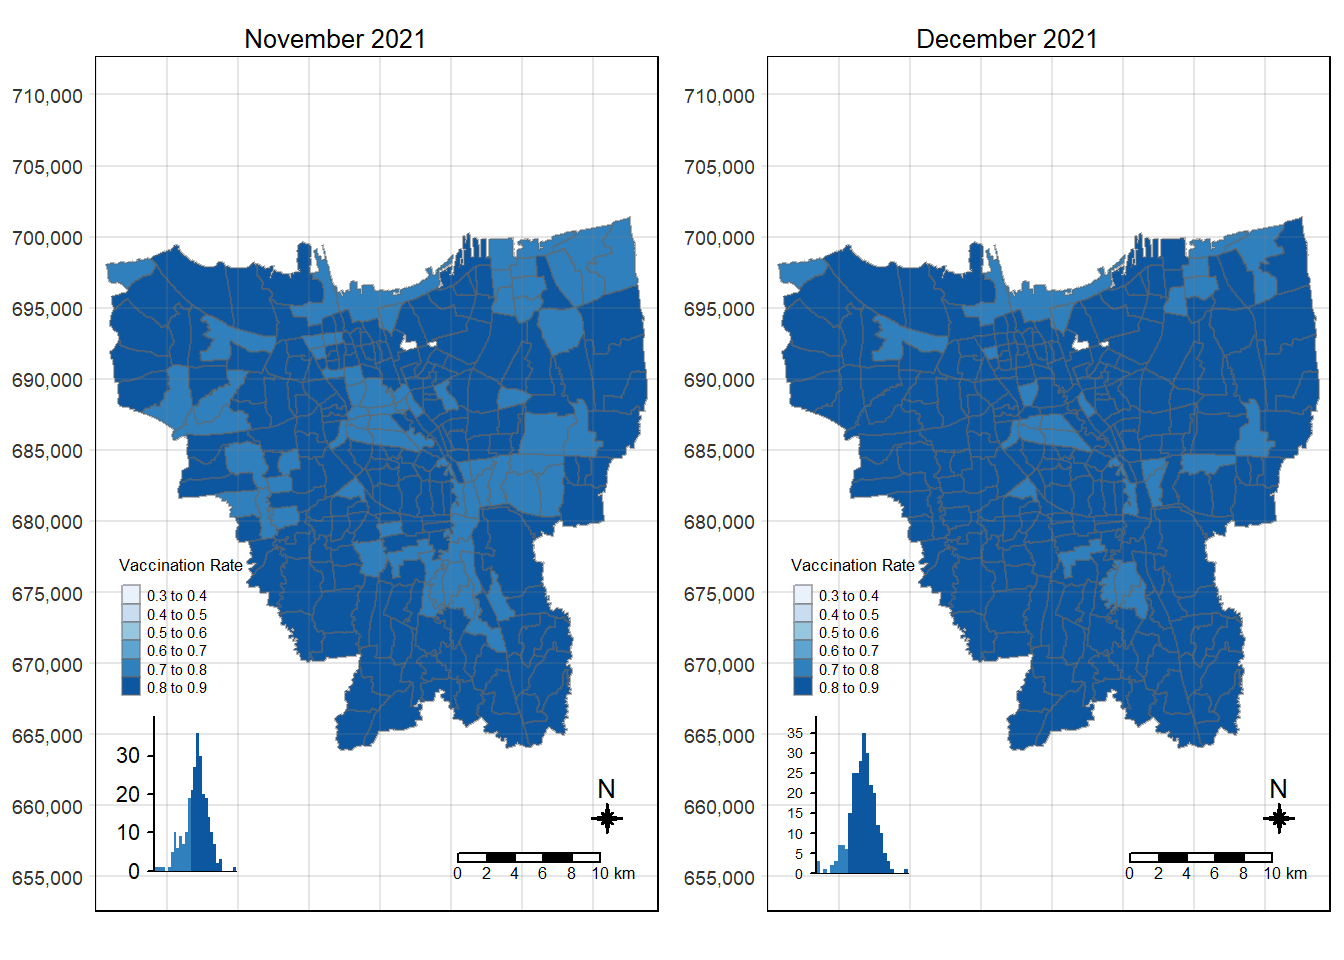 November 2021
710,000
705,000
700,000
695,000
690,000
685,000
680,000
675,000
670,000
665,000
660,000
655,000
Vaccination Rate
0.3 to 0.4
0.4 to 0.5
0.5 to 0.6
0.6 to 0.7
0.7 to 0.8
0.8 to 0.9
30
20
10
0
N
0 2 4 6 8 10 km
December 2021
710,000
705,000
700,000
695,000
690,000
685,000
680,000
675,000
670,000
665,000
660,000
655,000
Vaccination Rate
0.3 to 0.4
0.4 to 0.5
0.5 to 0.6
0.6 to 0.7
0.7 to 0.8
0.8 to 0.9
35
30
25
20
15
10
5
0
N
0 2 4 6 8 10 km